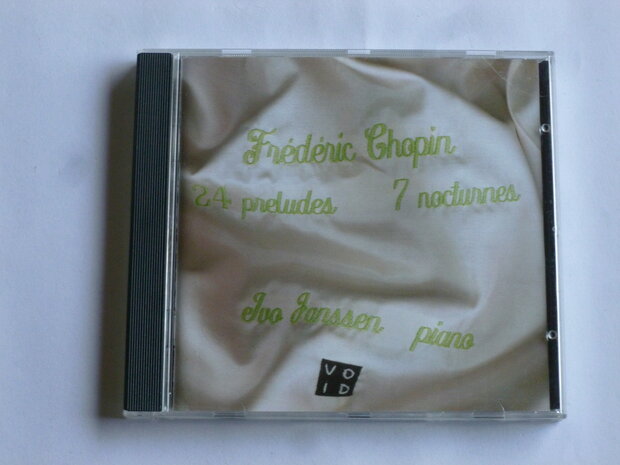 Frédéric Chopin
24 preludes 7 nocturnes
Ivo Janssen piano
VO
ID